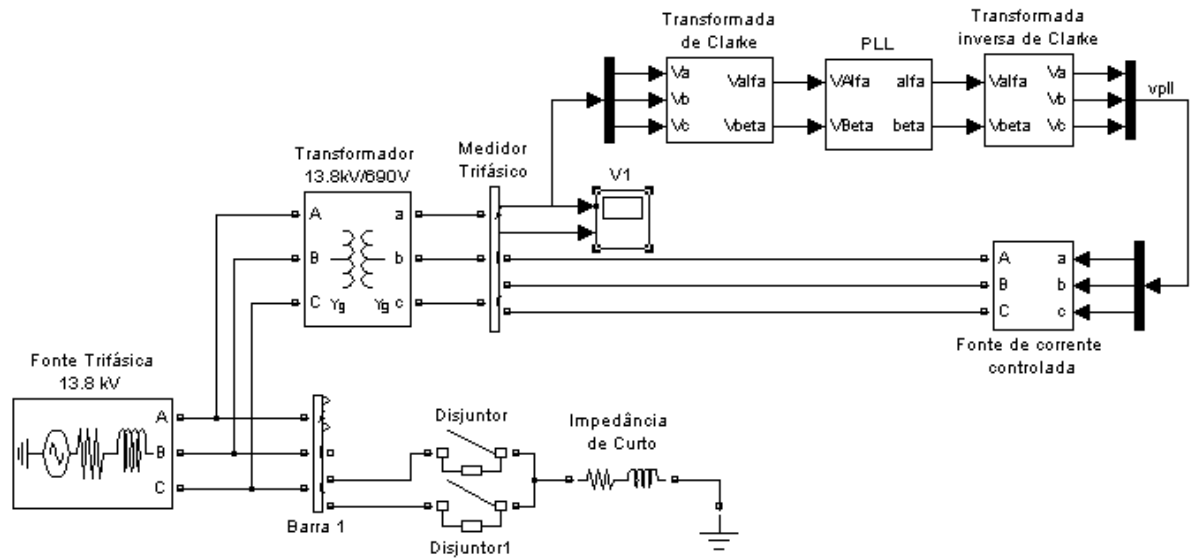 Transformada
de Clarke
PLL
Transformada
inversa de Clarke
Va
Vb
Vc
Valfa
Vbeta
VAlfa
VBeta
alfa
beta
Valfa
Vbeta
Va
Vb
Vc
vpll
Transformador
13.8kV/690V
Medidor
Trifásico
V1
A
B
C
a
b
c
Yg
Yg
A
B
C
a
b
c
Fonte de corrente
controlada
Fonte Trifásica
13.8 kV
A
B
C
Barra 1
Disjuntor
Disjuntor1
Impedância
de Curto